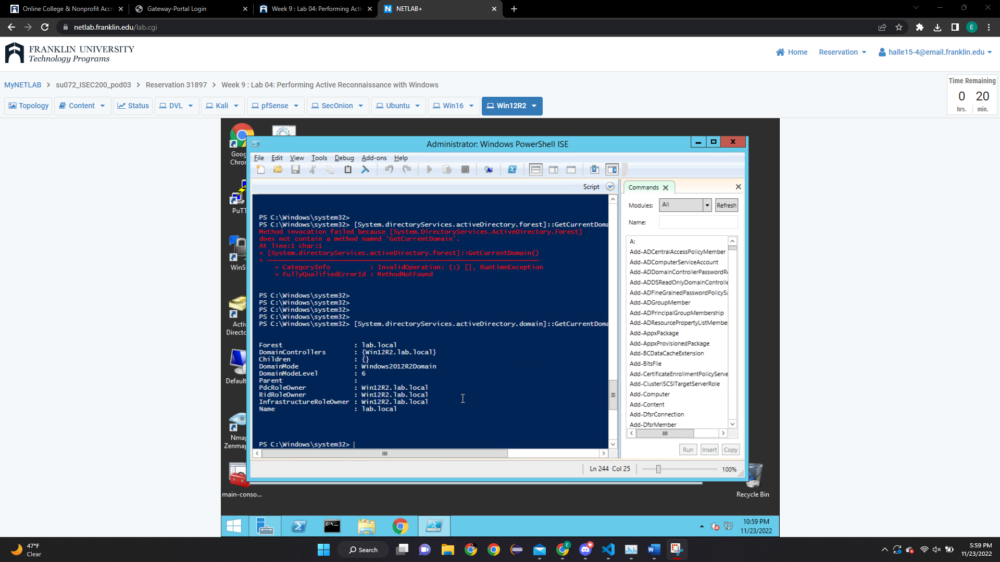 Online College & Nonprofit Accr
Gateway-Portal Login
Week 9 : Lab 04: Performing Acti
NETLAB+
netlab.franklin.edu/lab.cgi
E
FRANKLIN UNIVERSITY
Technology Programs
Home
Reservation
halle15-4@email.franklin.edu
MyNETLAB > su072_ISEC200_pod03 > Reservation 31897 > Week 9 : Lab 04: Performing Active Reconnaissance with Windows
Time Remaining
0 20
hrs. min.
Topology
Content
Status
DVL
Kali
pfSense
SecOnion
Ubuntu
Win16
Win12R2
Administrator: Windows PowerShell ISE
File Edit View Tools Debug Add-ons Help
Script
PS C:\Windows\system32>
PS C:\Windows\system32> [System.directoryServices.activeDirectory.forest]::GetCurrentDoma
Method invocation failed because [System.DirectoryServices.ActiveDirectory.Forest]
does not contain a method named 'GetCurrentDomain'.
At line:1 char:1
+ [System.directoryServices.activeDirectory.forest]::GetCurrentDomain()
+ ~~~~~~~~~~~~~~~~~~~~~~~~~~~~~~~~~~~~~~~~~~~~~~~~~~~~~~~~~~~~~~~~~~~~~
+ CategoryInfo : InvalidOperation: (:) [], RuntimeException
+ FullyQualifiedErrorId : MethodNotFound
PS C:\Windows\system32>
PS C:\Windows\system32>
PS C:\Windows\system32>
PS C:\Windows\system32>
PS C:\Windows\system32> [System.directoryServices.activeDirectory.domain]::GetCurrentDoma
Forest : lab.local
DomainControllers : {Win12R2.lab.local}
Children : {}
DomainMode : Windows2012R2Domain
DomainModeLevel : 6
Parent :
PdcRoleOwner : Win12R2.lab.local
RidRoleOwner : Win12R2.lab.local
InfrastructureRoleOwner : Win12R2.lab.local
Name : lab.local
PS C:\Windows\system32>
Commands
Modules: All Refresh
Name:
A:
Add-ADCentralAccessPolicyMember
Add-ADComputerServiceAccount
Add-ADDomainControllerPasswordR
Add-ADDSReadOnlyDomainControlle
Add-ADFineGrainedPasswordPolicySu
Add-ADGroupMember
Add-ADPrincipalGroupMembership
Add-ADResourcePropertyListMembe
Add-AppxPackage
Add-AppxProvisionedPackage
Add-BCDataCacheExtension
Add-BitsFile
Add-CertificateEnrollmentPolicyServe
Add-ClusteriSCSITargetServerRole
Add-Computer
Add-Content
Add-DfsrConnection
Add-DfsrMember
Run Insert Copy
Ln 244 Col 25
100%
Goog
Chron
PuTT
WinS
Activ
Directo
Default
Nmap
Zenmap
main-conso...
Recycle Bin
10:59 PM
11/23/2022
47°F
Clear
Search
5:59 PM
11/23/2022